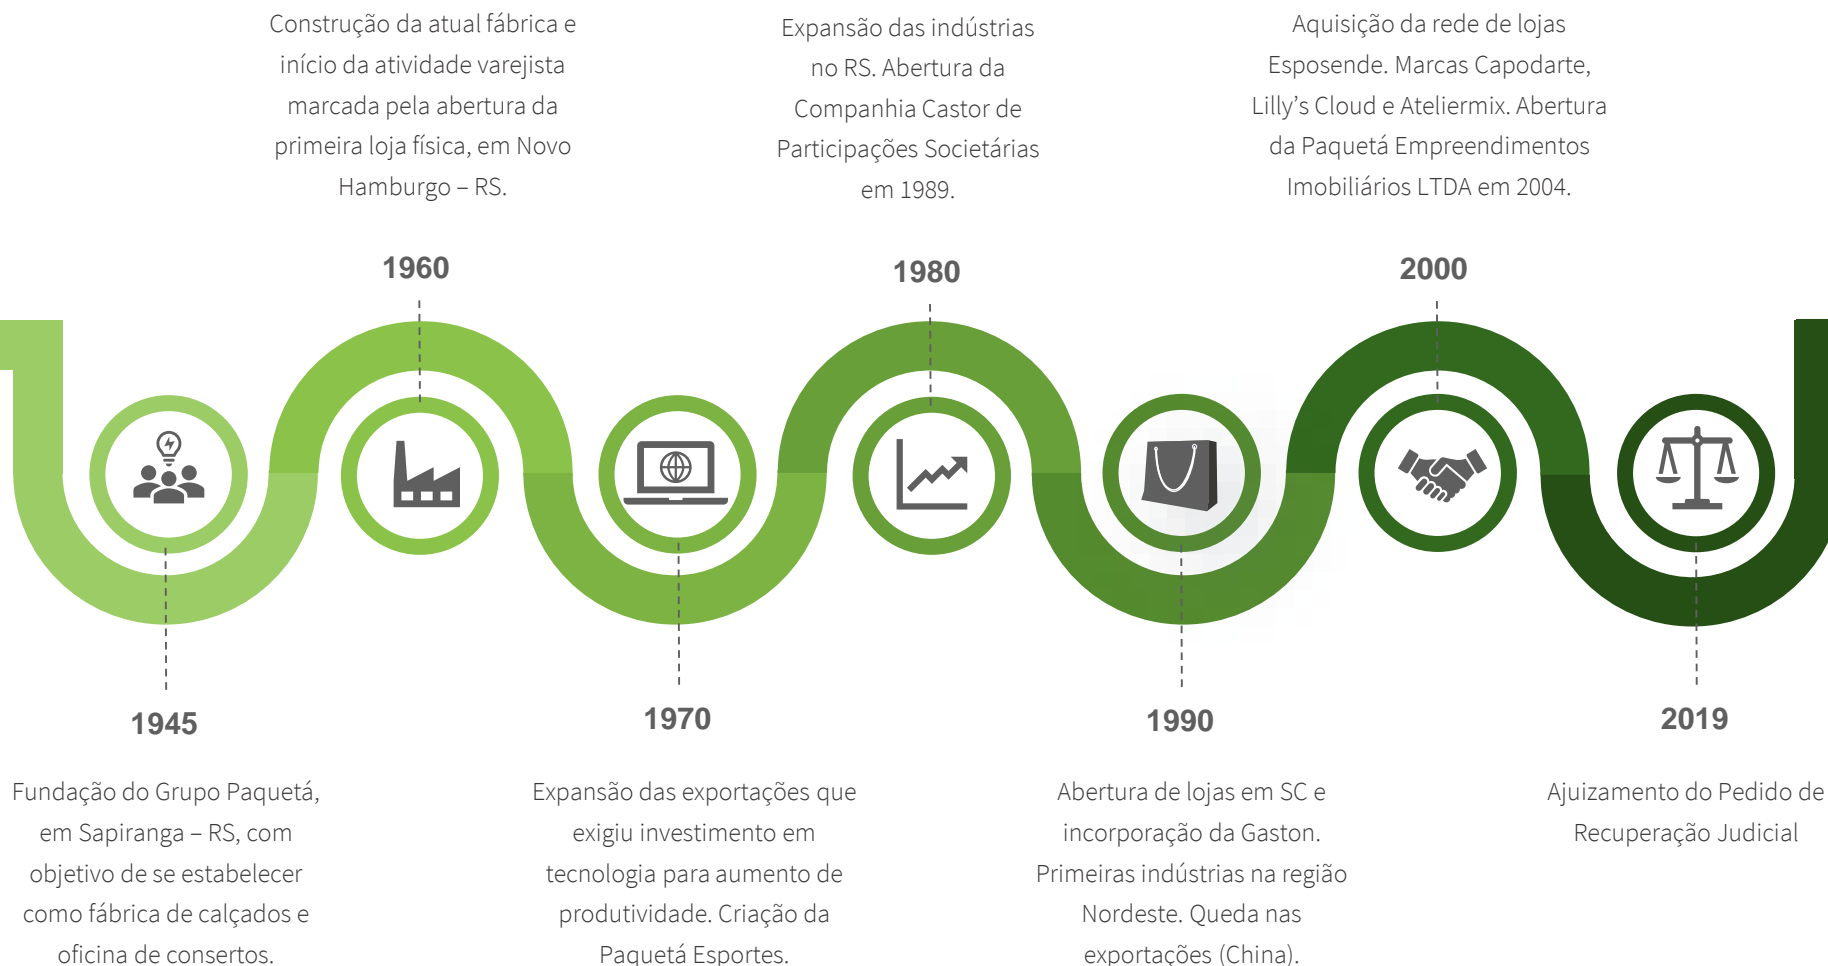 Construção da atual fábrica e
início da atividade varejista
marcada pela abertura da
primeira loja física, em Novo
Hamburgo – RS.
Expansão das indústrias
no RS. Abertura da
Companhia Castor de
Participações Societárias
em 1989.
Aquisição da rede de lojas
Esposende. Marcas Capodarte,
Lilly’s Cloud e Ateliermix. Abertura
da Paquetá Empreendimentos
Imobiliários LTDA em 2004.
1960
1980
2000
1945
1970
1990
2019
Fundação do Grupo Paquetá,
em Sapiranga – RS, com
objetivo de se estabelecer
como fábrica de calçados e
oficina de consertos.
Expansão das exportações que
exigiu investimento em
tecnologia para aumento de
produtividade. Criação da
Paquetá Esportes.
Abertura de lojas em SC e
incorporação da Gaston.
Primeiras indústrias na região
Nordeste. Queda nas
exportações (China).
Ajuizamento do Pedido de
Recuperação Judicial